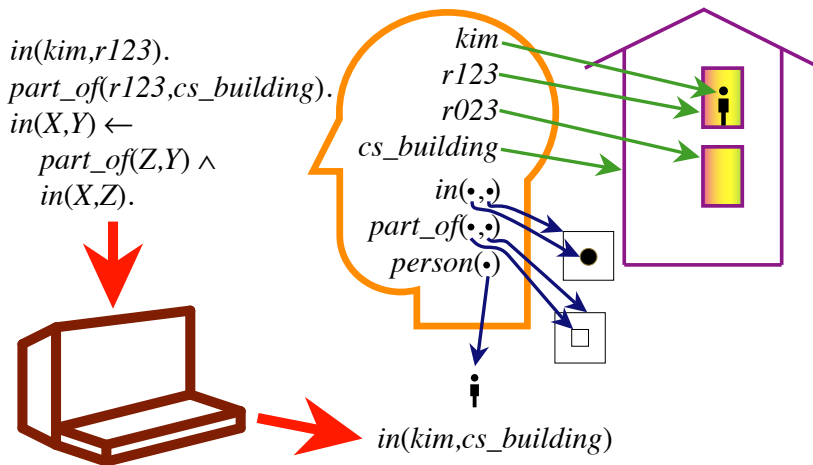 in(kim,r123).
part_of(r123,cs_building).
in(X,Y) ←
part_of(Z,Y) ∧
in(X,Z).
kim
r123
r023
cs_building
in(•,•)
part_of(•,•)
person(•)
in(kim,cs_building)